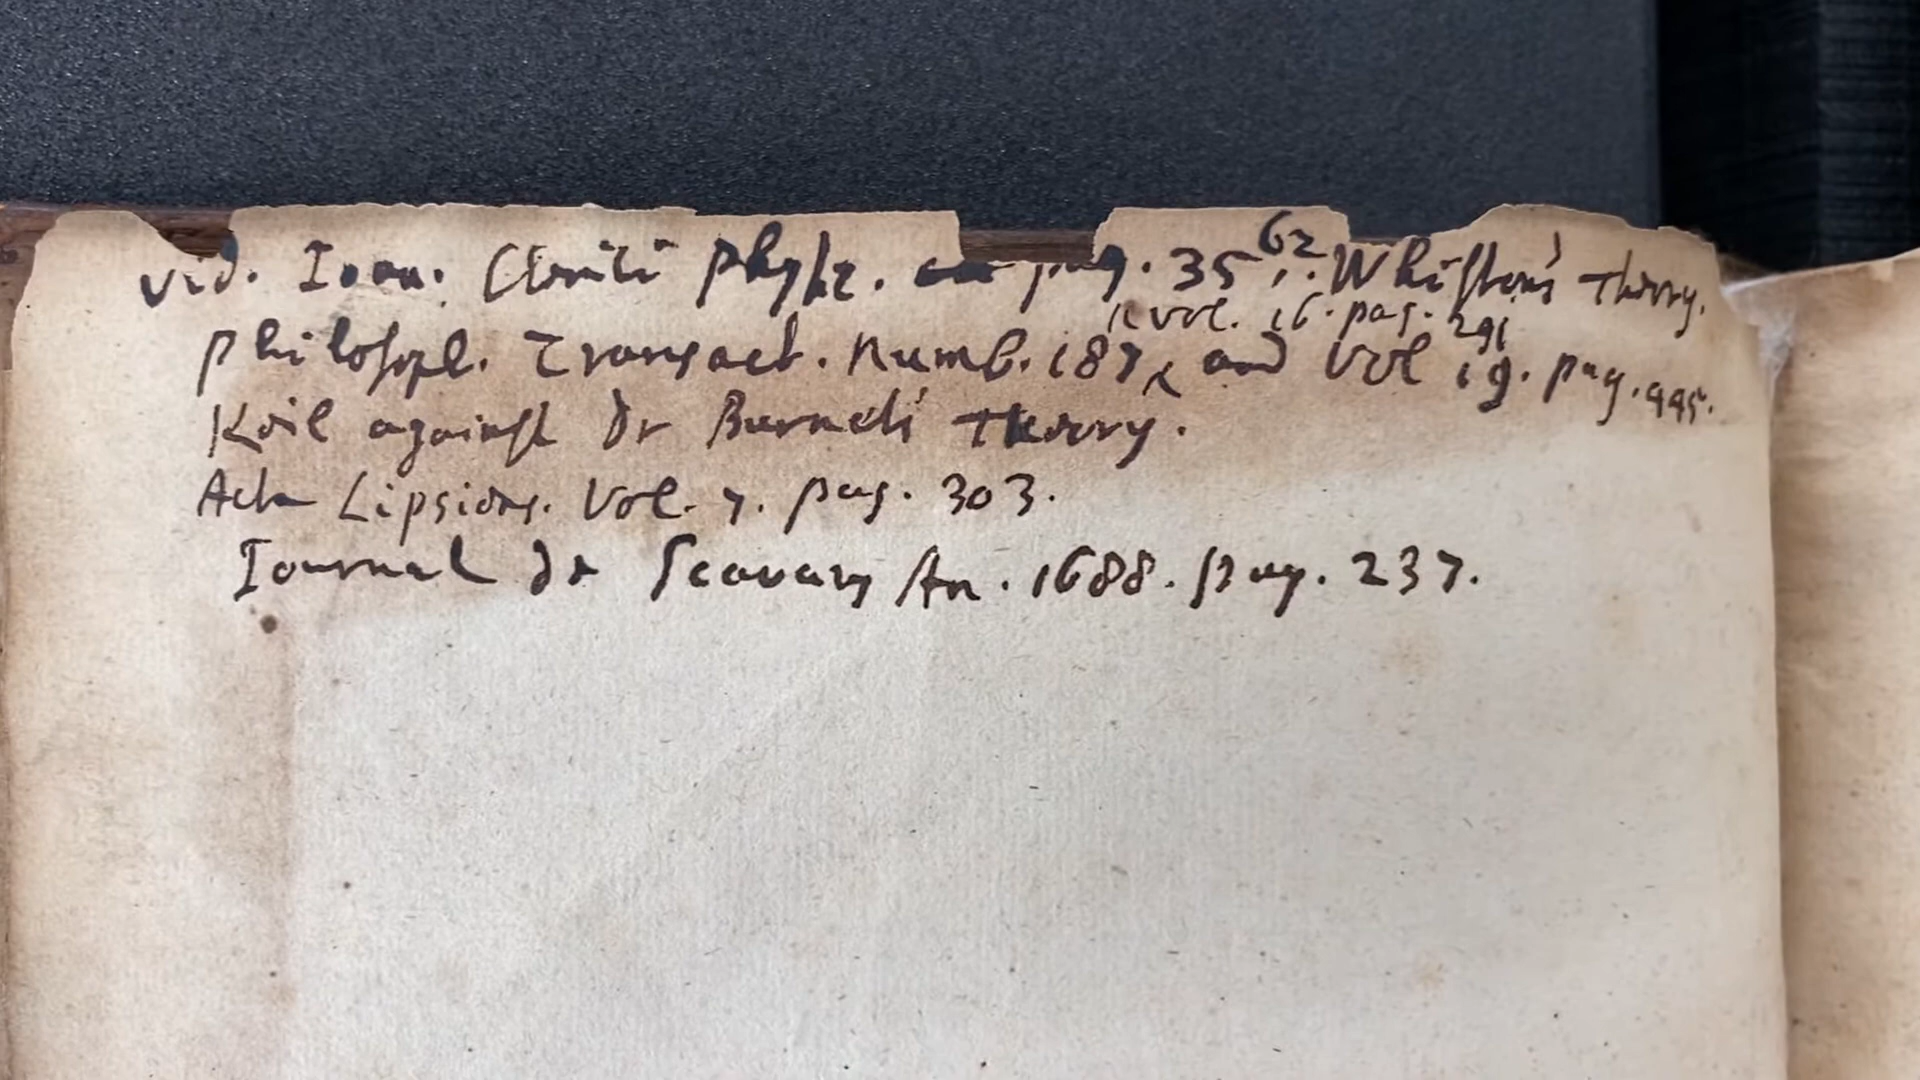 vid. Ioan. Clerici Phys. pag. 35 62. Whiston's Theory.
& vol. 16. pag. 291
Philosoph. Transact. Numb. 187 and Vol 19. pag. 445.
Keil against Dr Burnets Theory.
Acta Lipsiens. Vol. 7. pag. 303.
Journal de Scavans An. 1688. pag. 237.